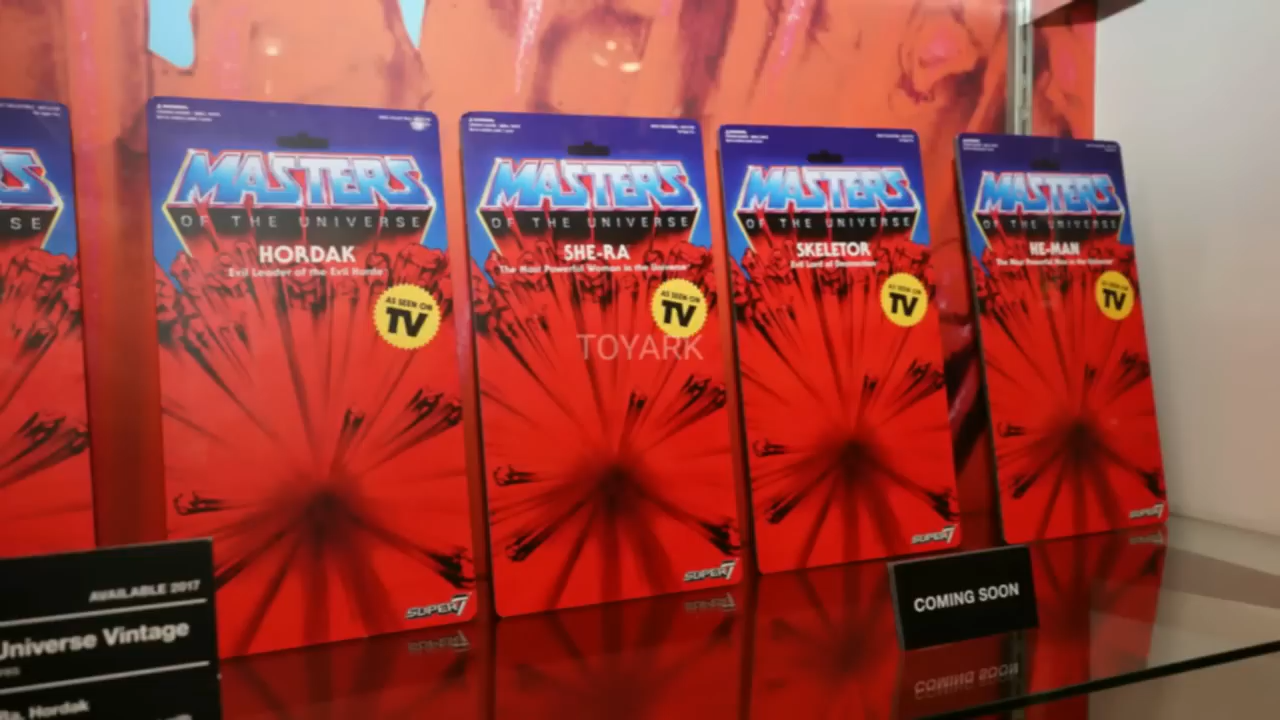 RS
SE
MASTERS
OF THE UNIVERSE
HORDAK
Evil Leader of the Evil Horde
AS SEEN ON
TV
SUPER7
MASTERS
OF THE UNIVERSE
SHE-RA
The Most Powerful Woman in the Universe
AS SEEN ON
TV
SUPER7
MASTERS
OF THE UNIVERSE
SKELETOR
Evil Lord of Destruction
AS SEEN ON
TV
SUPER7
MASTERS
OF THE UNIVERSE
HE-MAN
The Most Powerful Man in the Universe
AS SEEN ON
TV
SUPER7
TOYARK
AVAILABLE 2017
Universe Vintage
Hordak
COMING SOON